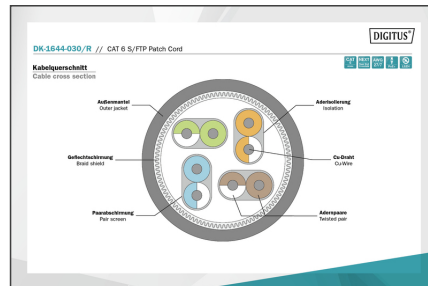 DIGITUS®
DK-1644-030/R // CAT 6 S/FTP Patch Cord
Kabelquerschnitt
Cable cross section
Außenmantel
Outer jacket
Aderisolierung
Isolation
Geflechtschirmung
Braid shield
Cu-Draht
Cu-Wire
Paarabschirmung
Pair screen
Aderspaare
Twisted pair